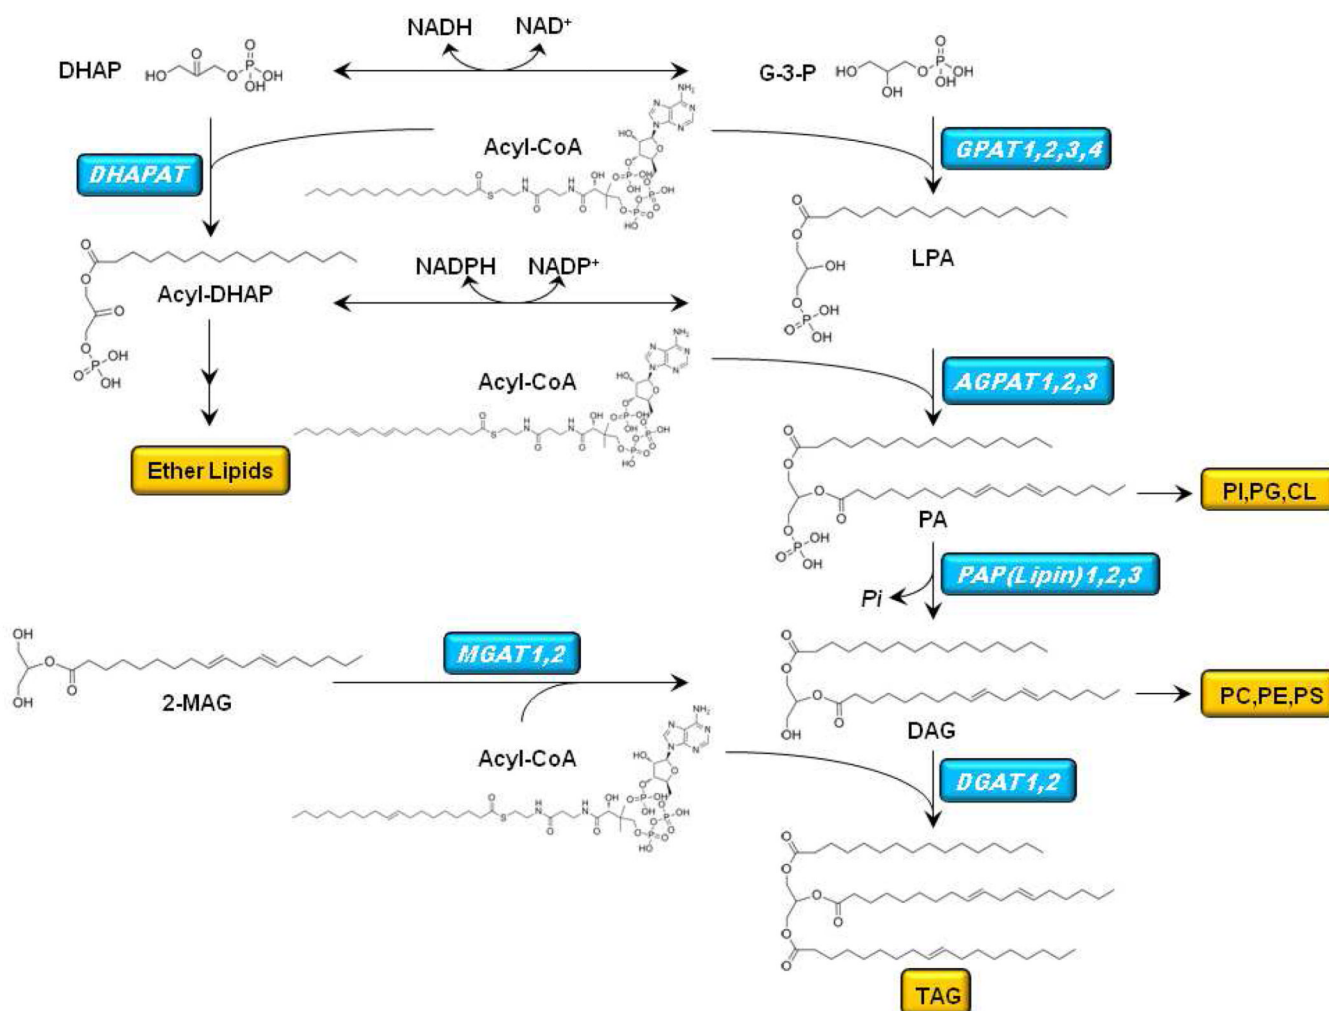 NADH NAD⁺
DHAP
G-3-P
DHAPAT
Acyl-CoA
GPAT1,2,3,4
LPA
Acyl-DHAP
NADPH NADP⁺
Acyl-CoA
AGPAT1,2,3
Ether Lipids
PA
PI,PG,CL
PAP(Lipin)1,2,3
Pi
MGAT1,2
2-MAG
DAG
PC,PE,PS
Acyl-CoA
DGAT1,2
TAG